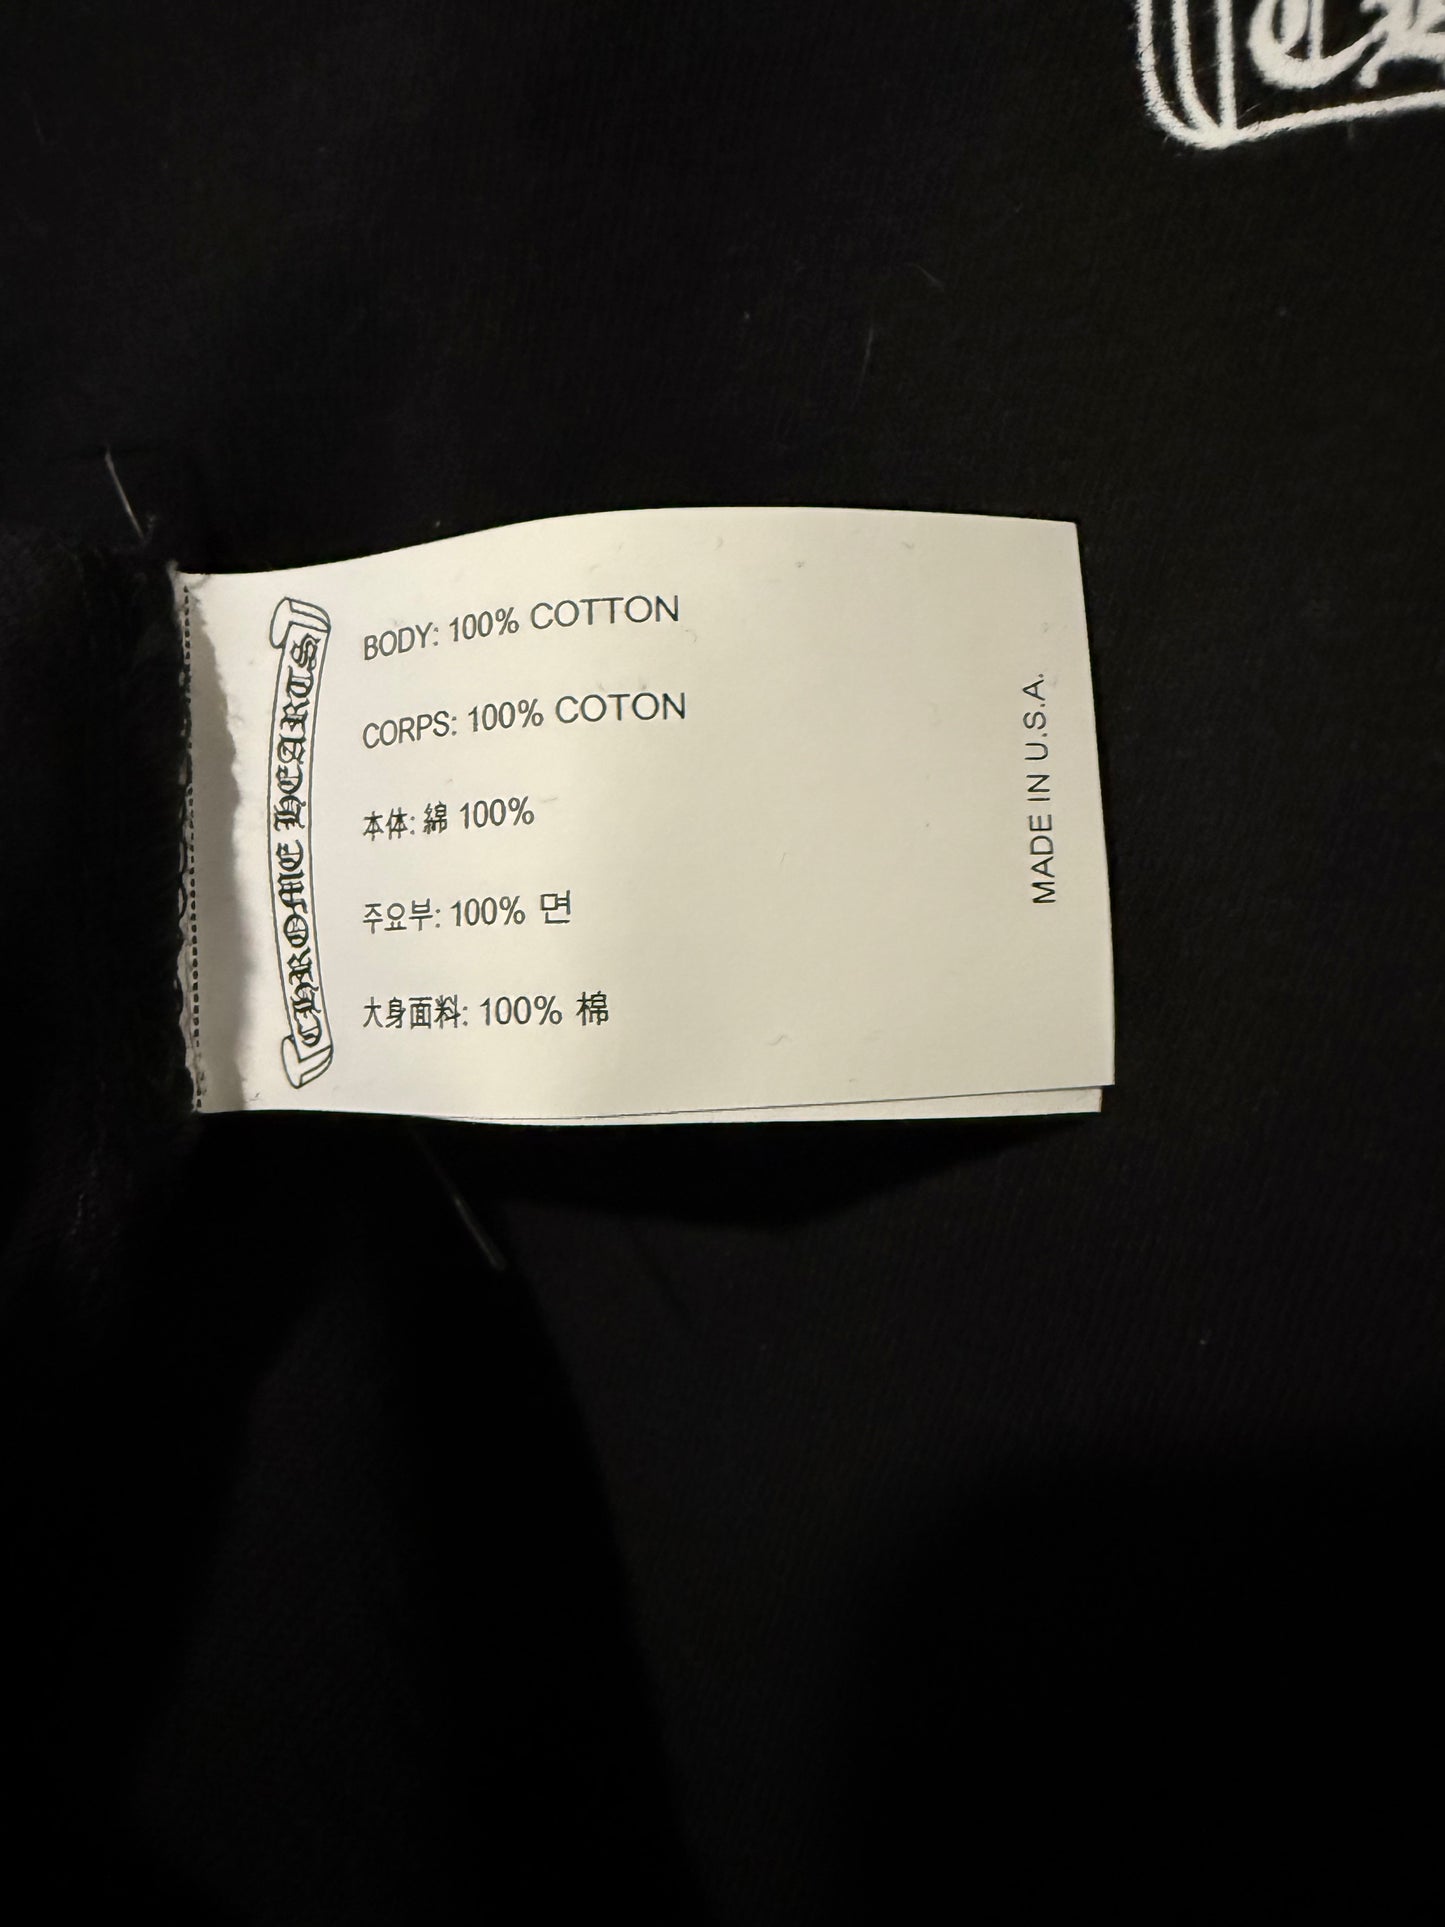 CHROME HEARTS
BODY: 100% COTTON
CORPS: 100% COTON
本体: 綿 100%
주요부: 100% 면
大身面料: 100% 棉
MADE IN U.S.A.